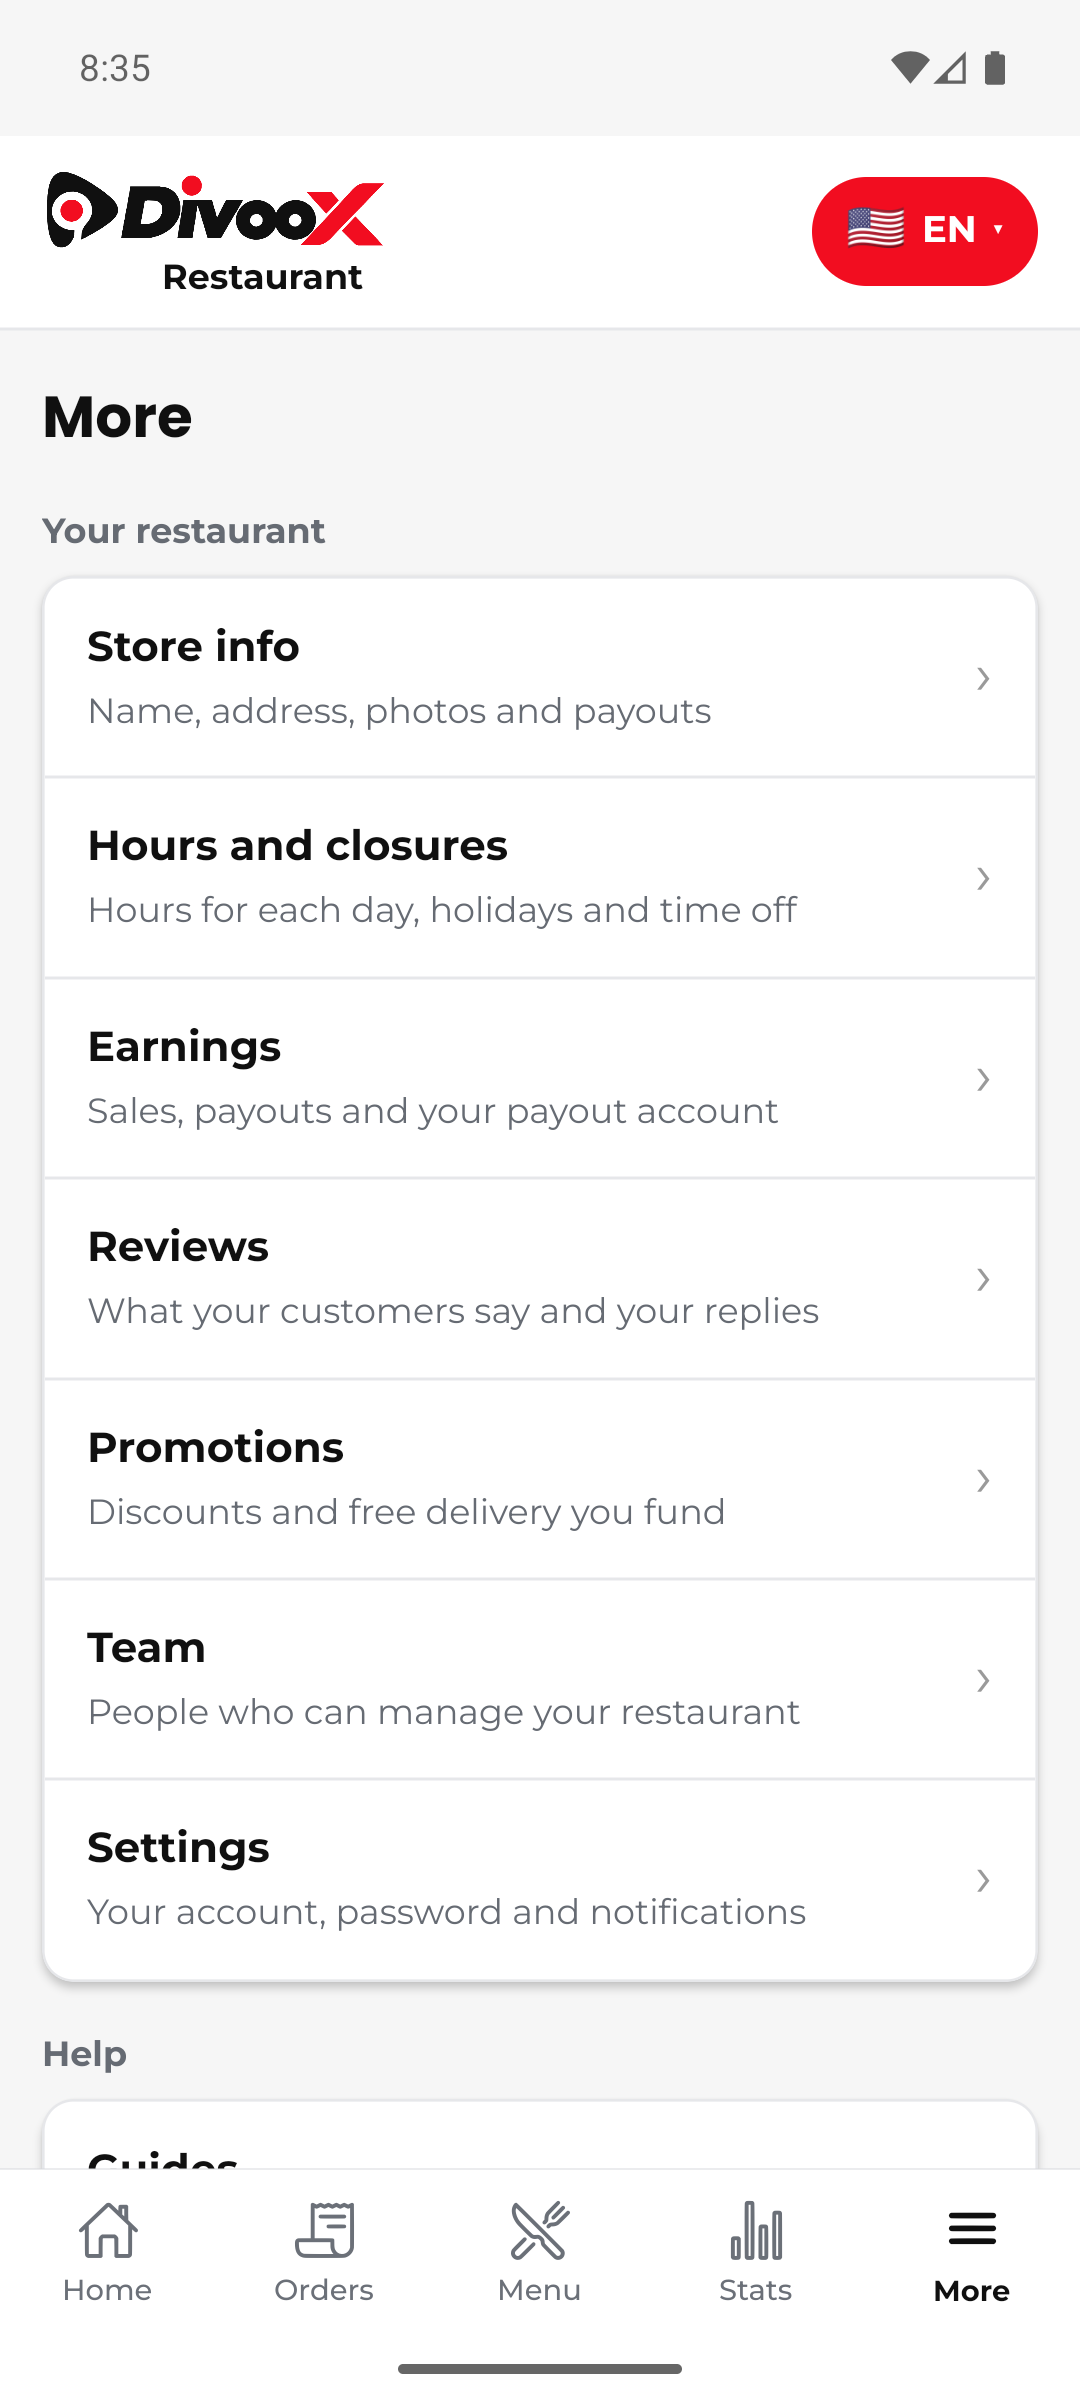 8:35
DivooX
Restaurant
EN
More
Your restaurant
Store info
Name, address, photos and payouts
Hours and closures
Hours for each day, holidays and time off
Earnings
Sales, payouts and your payout account
Reviews
What your customers say and your replies
Promotions
Discounts and free delivery you fund
Team
People who can manage your restaurant
Settings
Your account, password and notifications
Help
Guides
Home
Orders
Menu
Stats
More